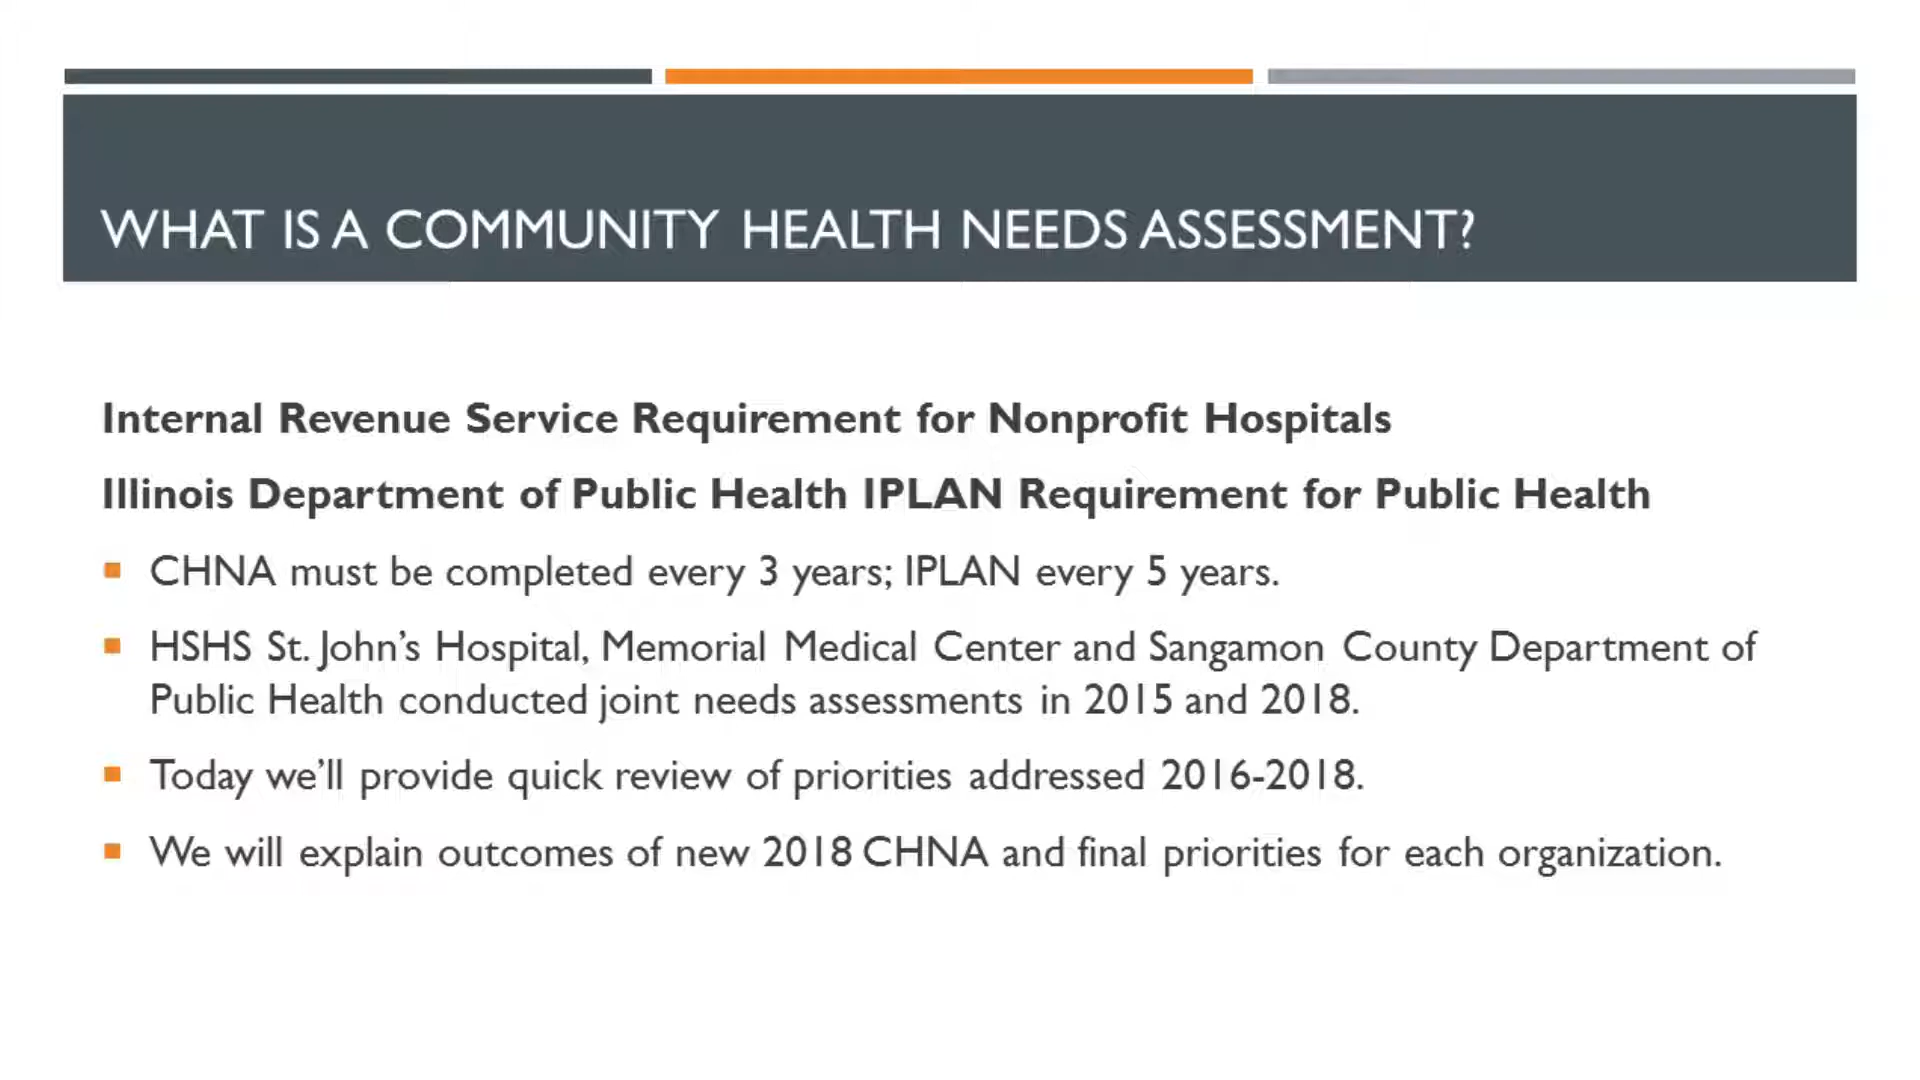 WHAT IS A COMMUNITY HEALTH NEEDS ASSESSMENT?
Internal Revenue Service Requirement for Nonprofit Hospitals
Illinois Department of Public Health IPLAN Requirement for Public Health
CHNA must be completed every 3 years; IPLAN every 5 years.
HSHS St. John’s Hospital, Memorial Medical Center and Sangamon County Department of
Public Health conducted joint needs assessments in 2015 and 2018.
Today we’ll provide quick review of priorities addressed 2016-2018.
We will explain outcomes of new 2018 CHNA and final priorities for each organization.